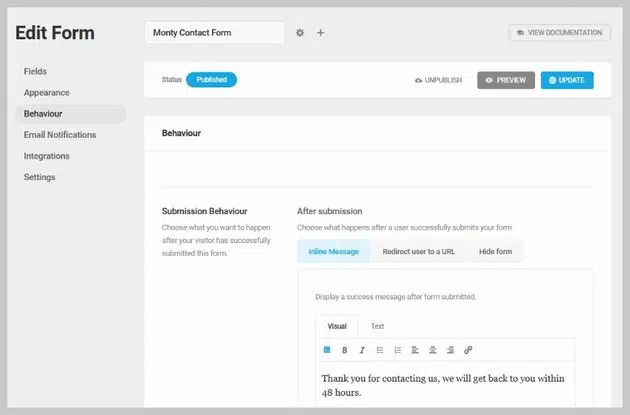 Edit Form
Monty Contact Form
VIEW DOCUMENTATION
Fields
Appearance
Behaviour
Email Notifications
Integrations
Settings
Status Published
UNPUBLISH
PREVIEW
UPDATE
Behaviour
Submission Behaviour
Choose what you want to happen
after your visitor has successfully
submitted this form.
After submission
Choose what happens after a user successfully submits your form.
Inline Message Redirect user to a URL Hide form
Display a success message after form submitted.
Visual Text
B I
Thank you for contacting us, we will get back to you within
48 hours.